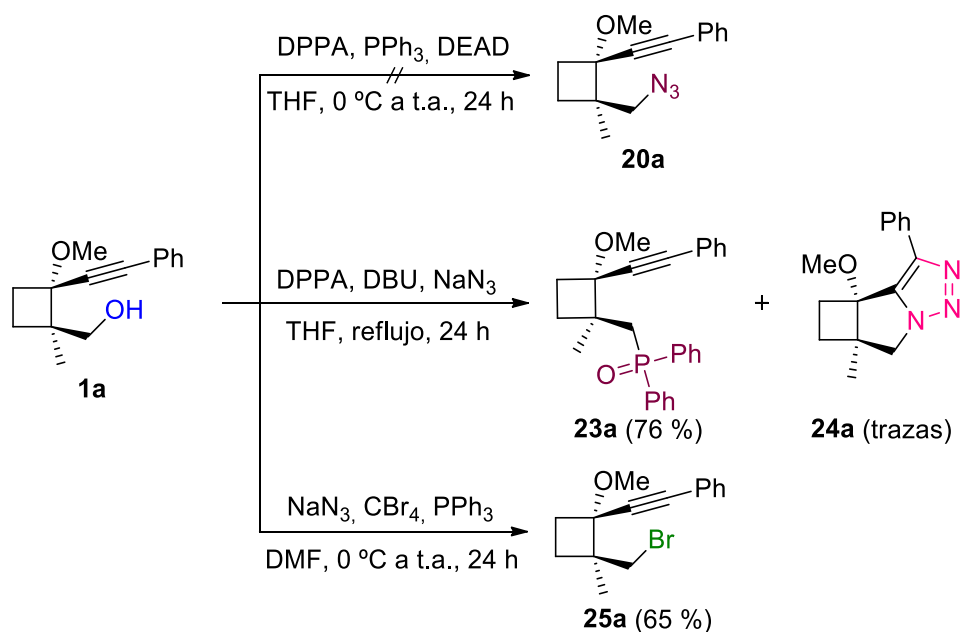 DPPA, PPh3, DEAD
THF, 0 ºC a t.a., 24 h
OMe
Ph
N3
20a
OMe
Ph
OH
1a
DPPA, DBU, NaN3
THF, reflujo, 24 h
OMe
Ph
O
P
Ph
Ph
23a (76 %)
+
Ph
MeO
N
N
N
24a (trazas)
NaN3, CBr4, PPh3
DMF, 0 ºC a t.a., 24 h
OMe
Ph
Br
25a (65 %)